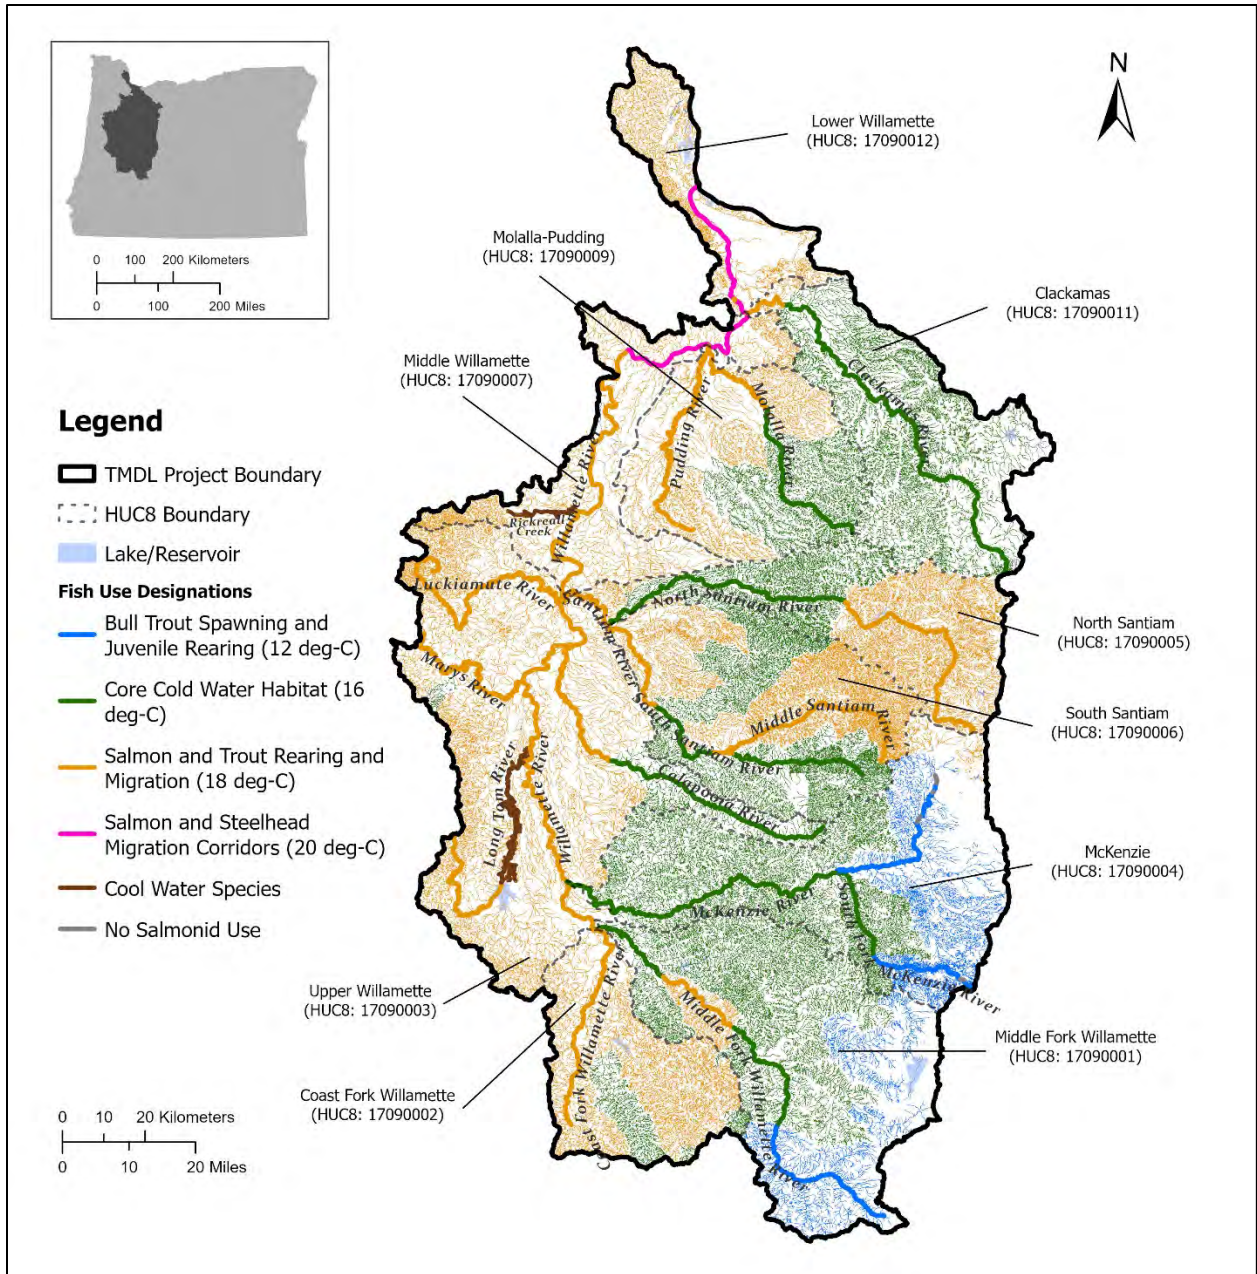 N
0 100 200 Kilometers
0 100 200 Miles
Lower Willamette
(HUC8: 17090012)
Molalla-Pudding
(HUC8: 17090009)
Clackamas
(HUC8: 17090011)
Middle Willamette
(HUC8: 17090007)
Legend
TMDL Project Boundary
HUC8 Boundary
Lake/Reservoir
Fish Use Designations
Bull Trout Spawning and
Juvenile Rearing (12 deg-C)
Core Cold Water Habitat (16
deg-C)
Salmon and Trout Rearing and
Migration (18 deg-C)
Salmon and Steelhead
Migration Corridors (20 deg-C)
Cool Water Species
No Salmonid Use
Clackamas River
Molalla River
Pudding River
Willamette River
Rickreall
Creek
Luckiamute River
Santiam River
North Santiam River
North Santiam
(HUC8: 17090005)
Marys River
South Santiam River
Middle Santiam River
South Santiam
(HUC8: 17090006)
Long Tom River
Willamette River
Calapooia River
McKenzie
(HUC8: 17090004)
McKenzie River
South Fork McKenzie River
Upper Willamette
(HUC8: 17090003)
Middle Fork Willamette River
Middle Fork Willamette
(HUC8: 17090001)
Coast Fork Willamette River
Coast Fork Willamette
(HUC8: 17090002)
0 10 20 Kilometers
0 10 20 Miles